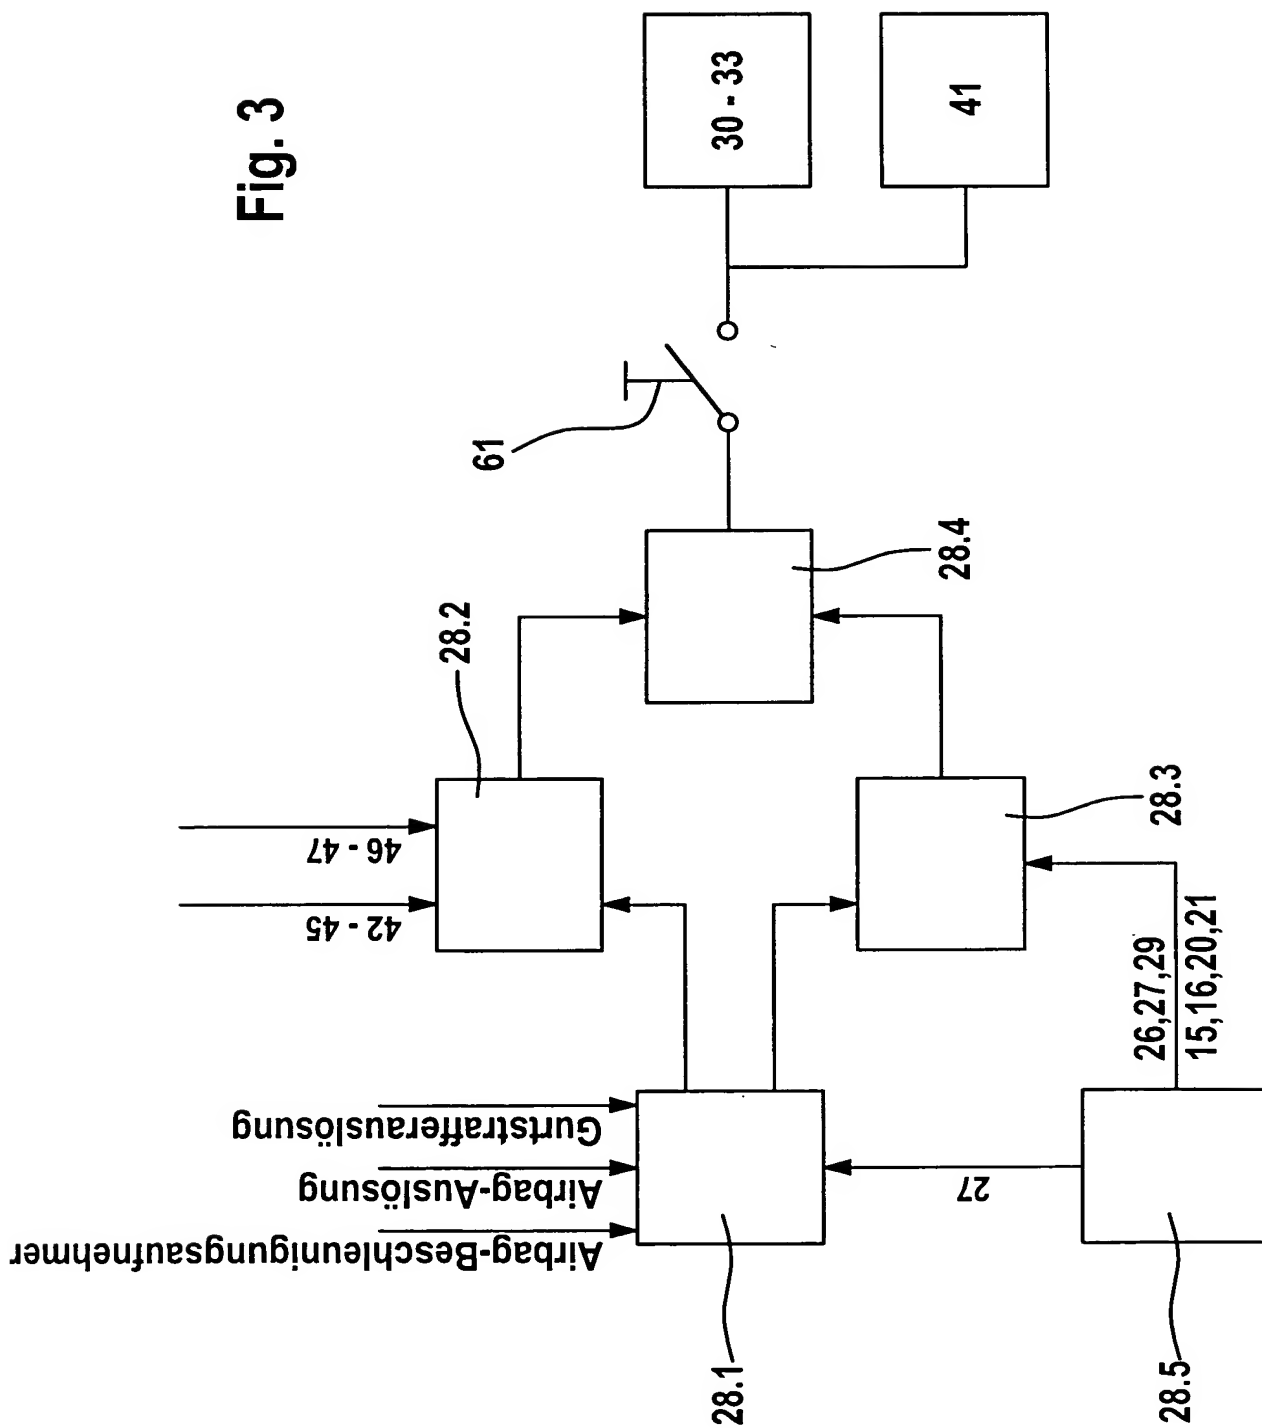 Fig. 3
30 - 33
41
61
28.4
28.2
46 - 47
42 - 45
28.3
26,27,29
15,16,20,21
Gurtstrafferauslösung
Airbag-Auslösung
Airbag-Beschleunigungsaufnehmer
27
28.1
28.5